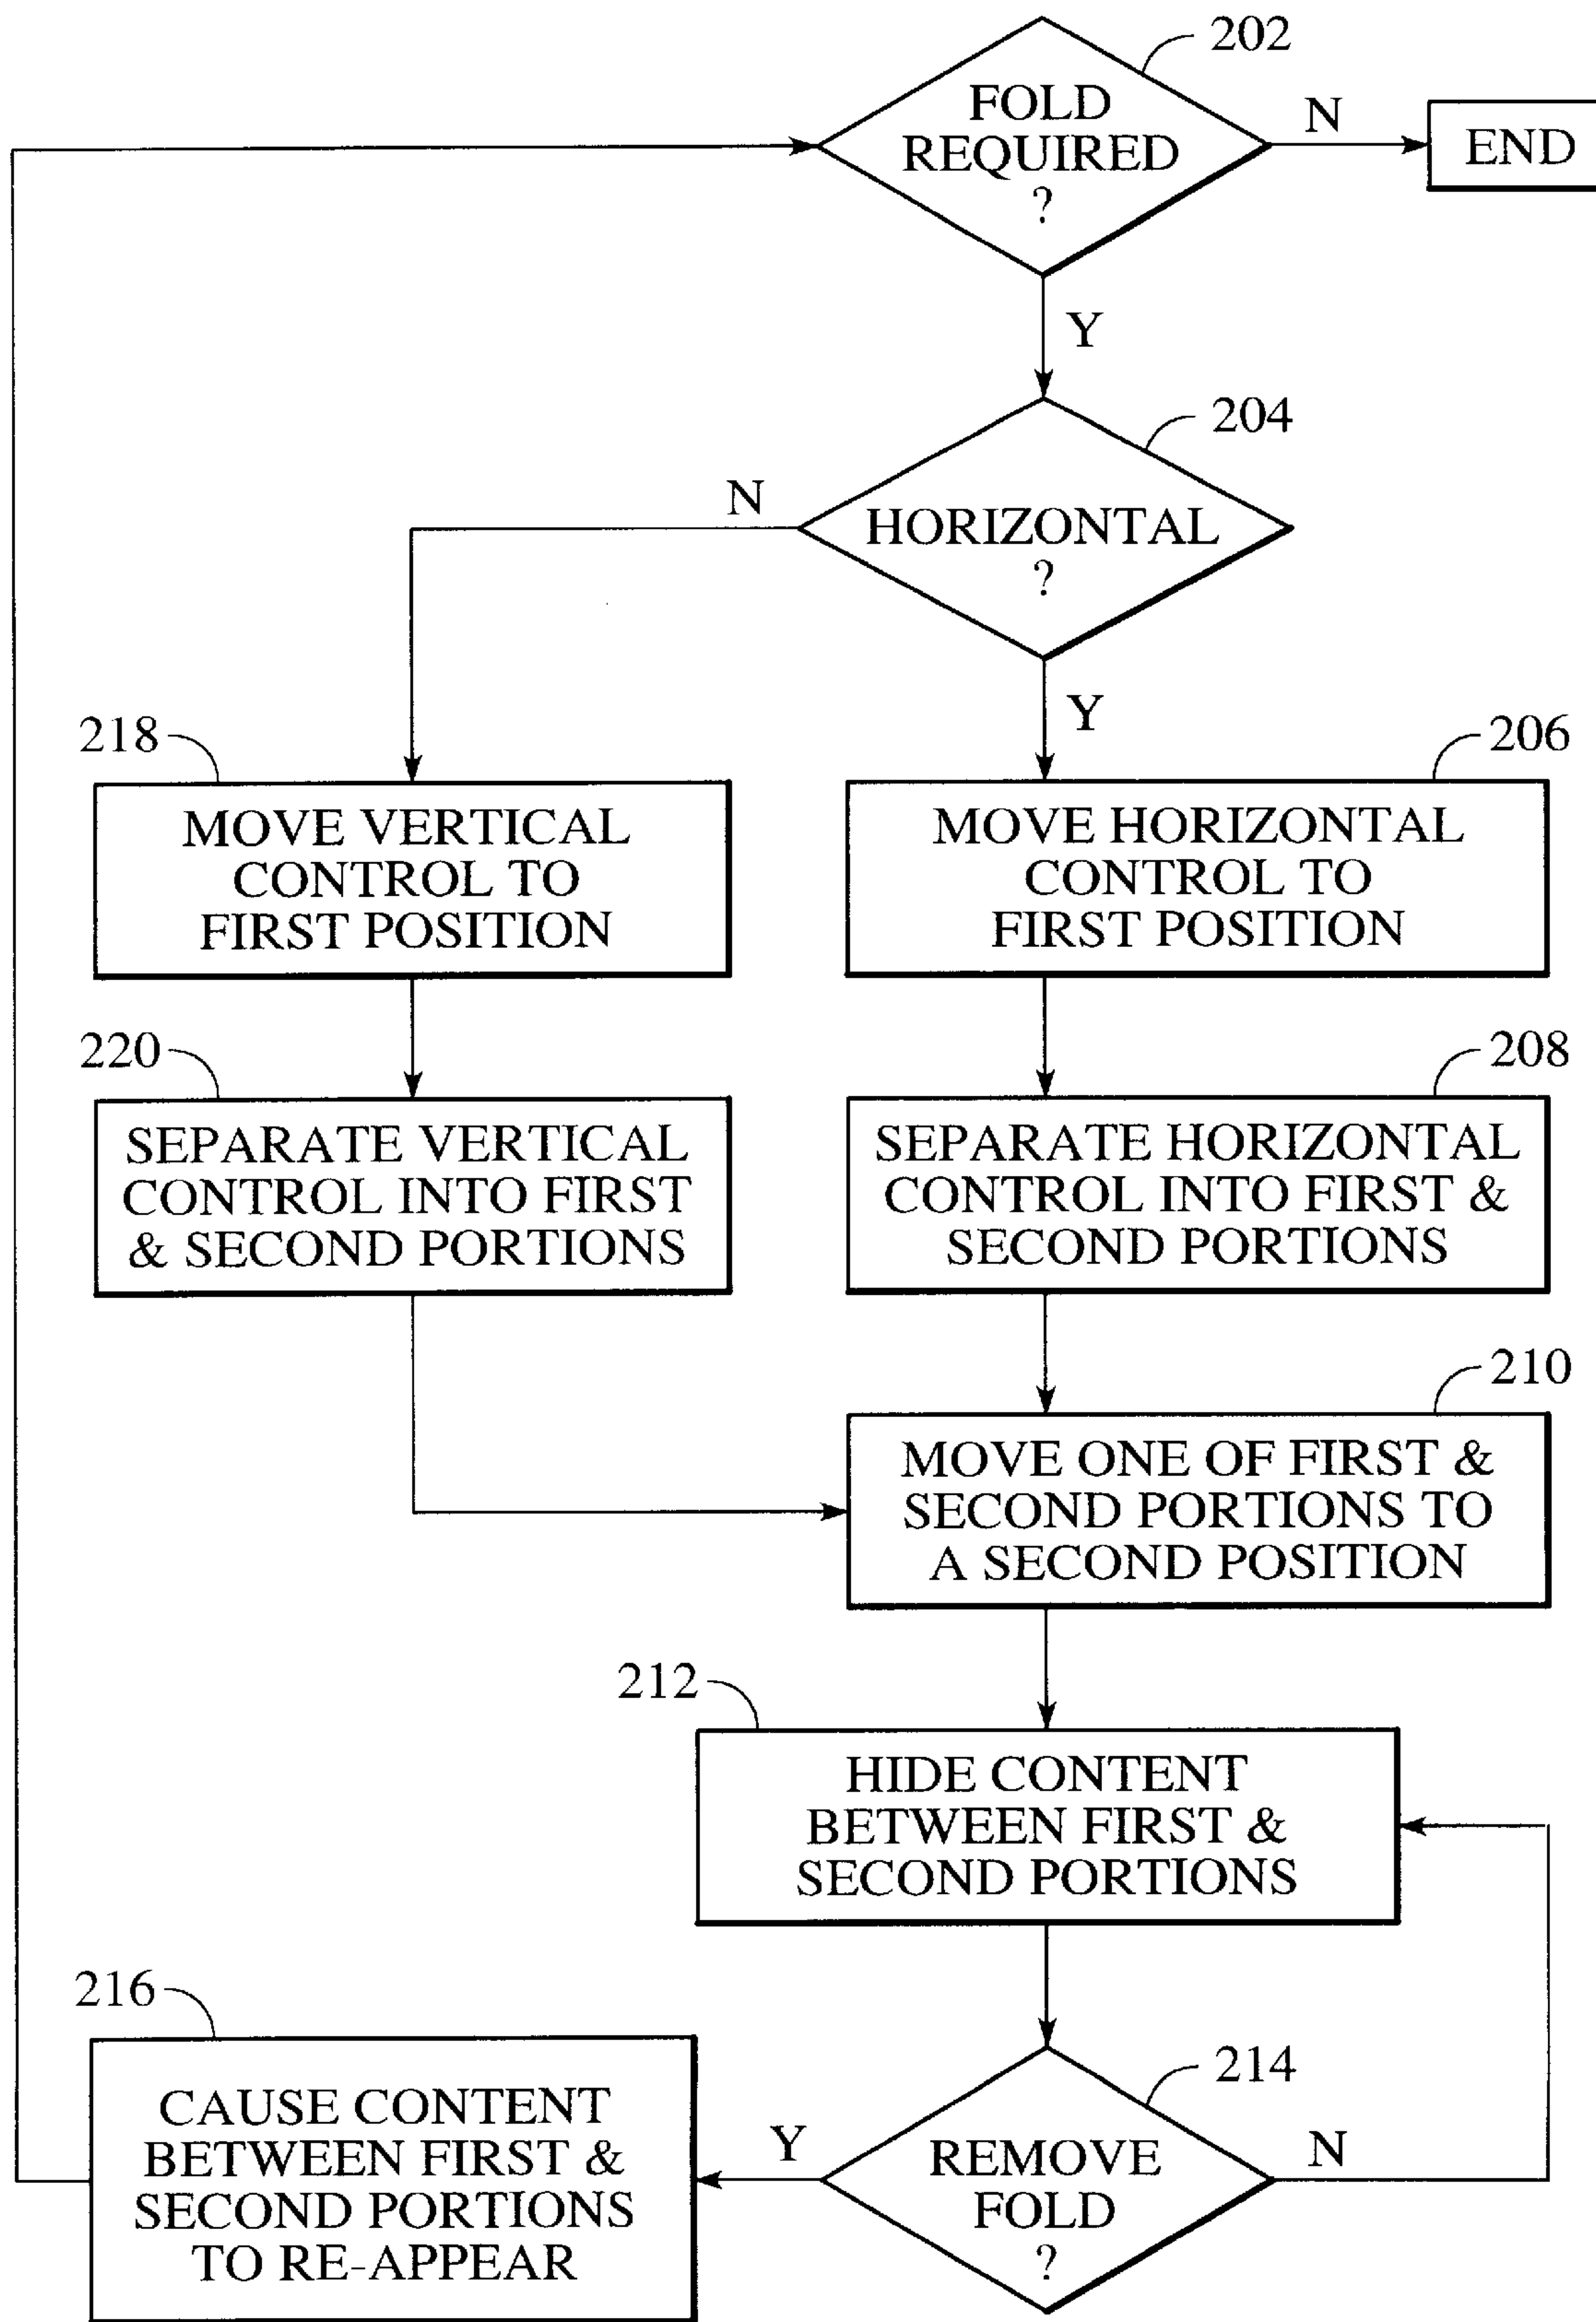 202
FOLD
REQUIRED
?
N
END
Y
204
N
HORIZONTAL
?
Y
218
206
MOVE VERTICAL
CONTROL TO
FIRST POSITION
MOVE HORIZONTAL
CONTROL TO
FIRST POSITION
220
208
SEPARATE VERTICAL
CONTROL INTO FIRST
& SECOND PORTIONS
SEPARATE HORIZONTAL
CONTROL INTO FIRST &
SECOND PORTIONS
210
MOVE ONE OF FIRST &
SECOND PORTIONS TO
A SECOND POSITION
212
HIDE CONTENT
BETWEEN FIRST &
SECOND PORTIONS
216
214
CAUSE CONTENT
BETWEEN FIRST &
SECOND PORTIONS
TO RE-APPEAR
Y
REMOVE
FOLD
?
N